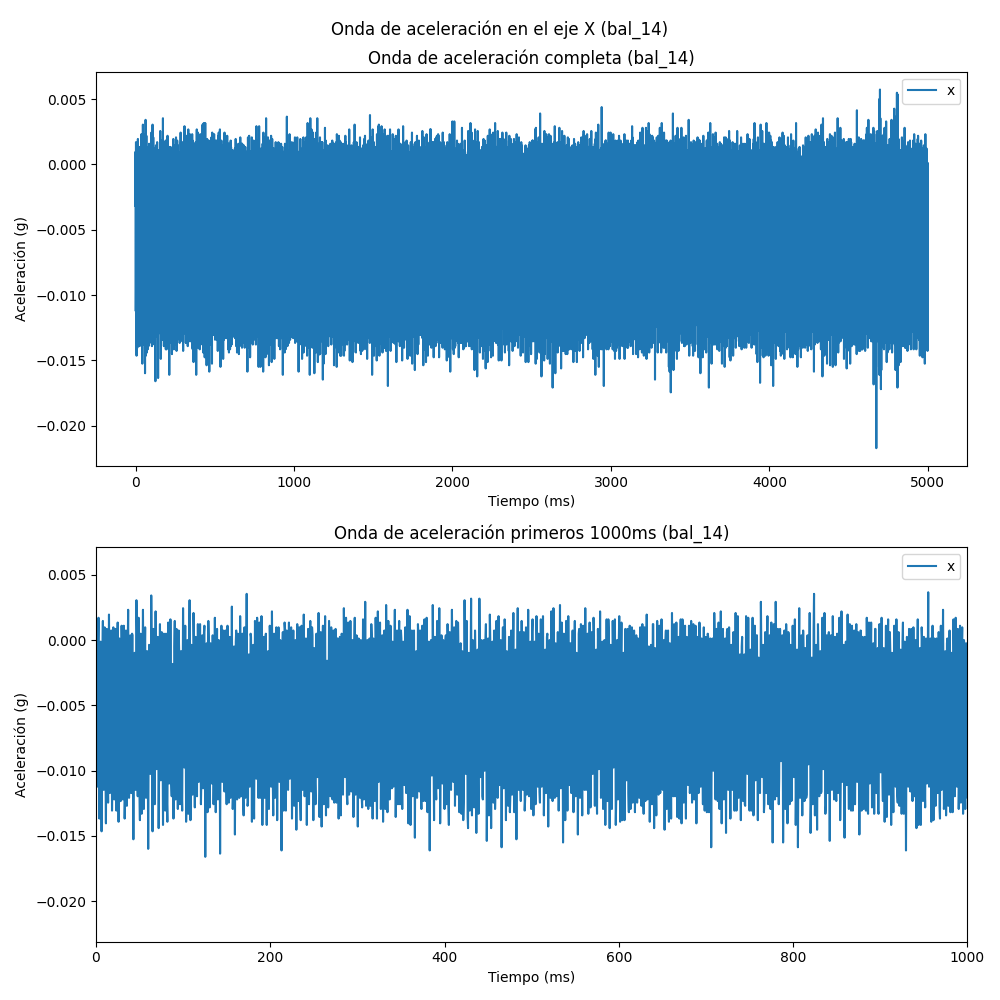 Onda de aceleración en el eje X (bal_14)
Onda de aceleración completa (bal_14)
x
0.005
0.000
−0.005
−0.010
−0.015
−0.020
Aceleración (g)
0 1000 2000 3000 4000 5000
Tiempo (ms)
Onda de aceleración primeros 1000ms (bal_14)
x
0.005
0.000
−0.005
−0.010
−0.015
−0.020
Aceleración (g)
0 200 400 600 800 1000
Tiempo (ms)